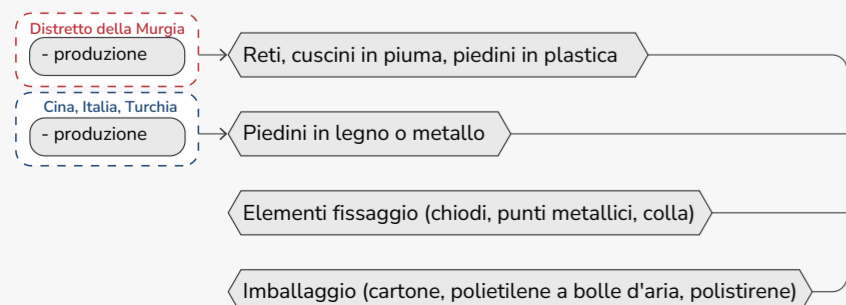 Distretto della Murgia
- produzione
Reti, cuscini in piuma, piedini in plastica
Cina, Italia, Turchia
- produzione
Piedini in legno o metallo
Elementi fissaggio (chiodi, punti metallici, colla)
Imballaggio (cartone, polietilene a bolle d'aria, polistirene)